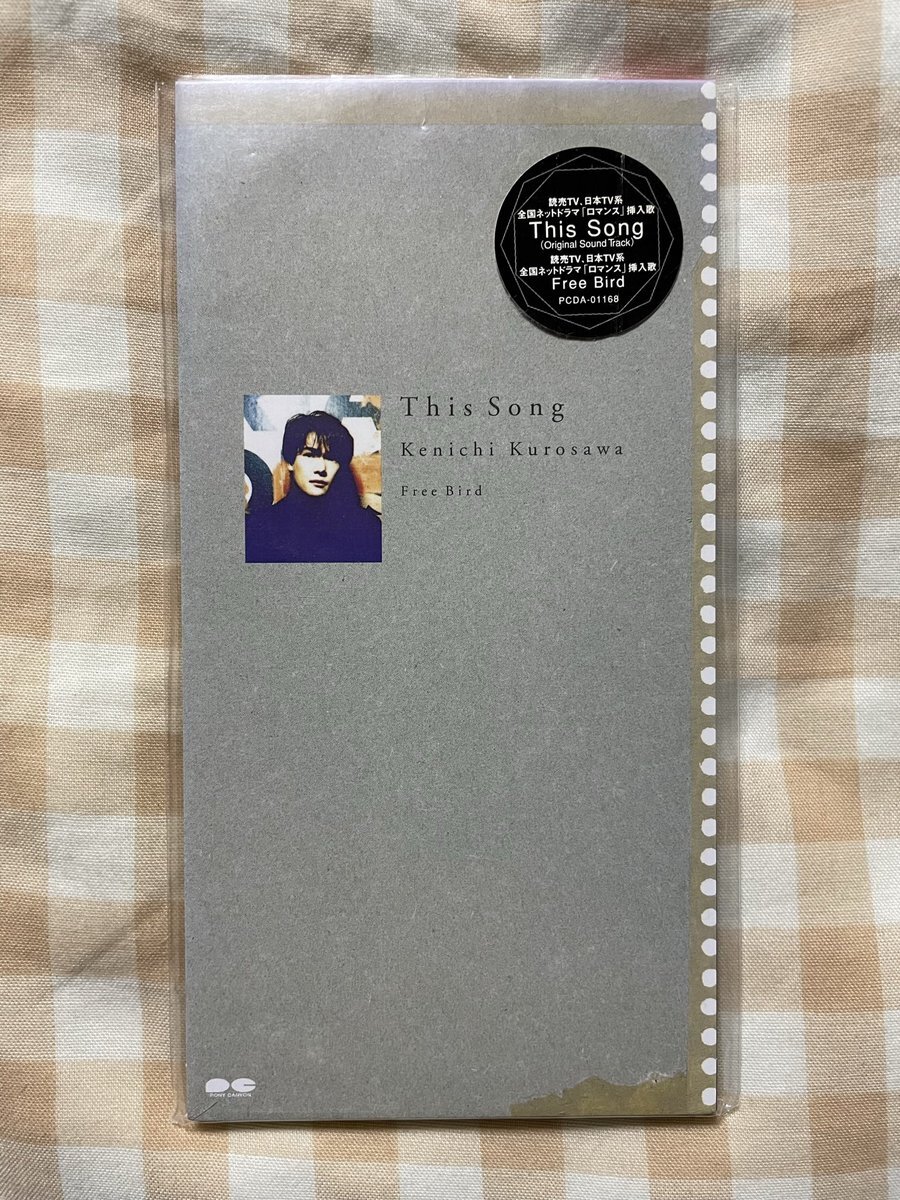 読売TV、日本TV系
全国ネットドラマ「ロマンス」挿入歌
This Song
(Original Sound Track)
読売TV、日本TV系
全国ネットドラマ「ロマンス」挿入歌
Free Bird
PCDA-01168
This Song
Kenichi Kurosawa
Free Bird
PC
PONY CANYON